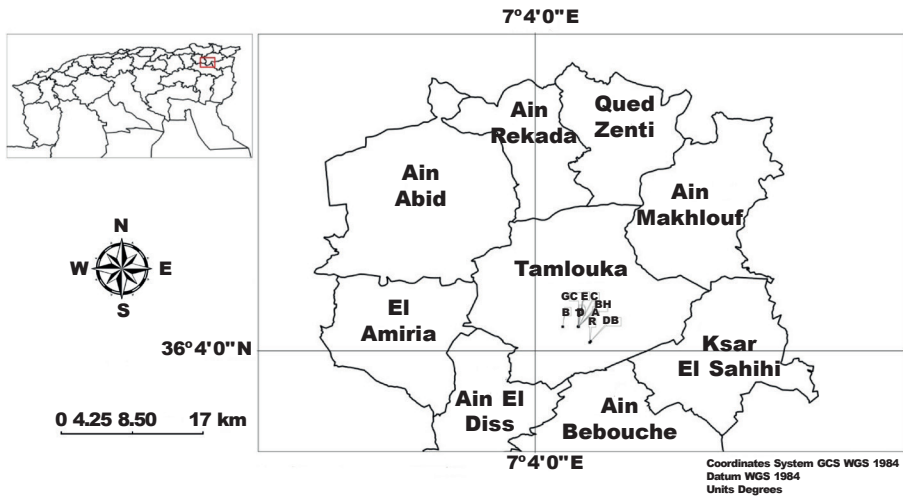 7°4'0"E
Ain
Rekada
Qued
Zenti
Ain
Abid
Ain
Makhlouf
N
W E
S
Tamlouka
GC E C
BH
B T D A
R DB
El
Amiria
36°4'0"N
Ksar
El Sahihi
Ain El
Diss
Ain
Bebouche
0 4.25 8.50 17 km
7°4'0"E
Coordinates System GCS WGS 1984
Datum WGS 1984
Units Degrees